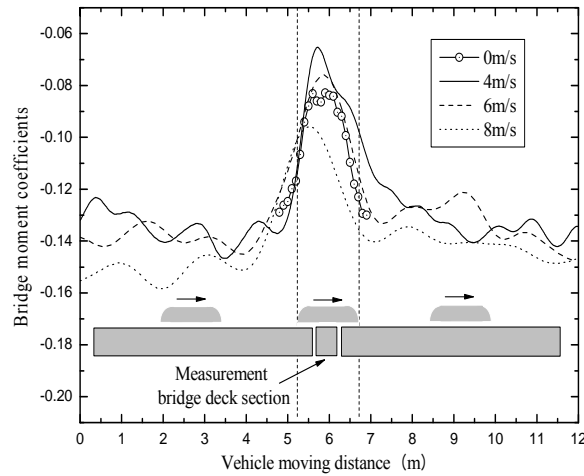 -0.06
-0.08
-0.10
-0.12
-0.14
-0.16
-0.18
-0.20
Bridge moment coefficients
0m/s
4m/s
6m/s
8m/s
Measurement
bridge deck section
0 1 2 3 4 5 6 7 8 9 10 11 12
Vehicle moving distance (m)